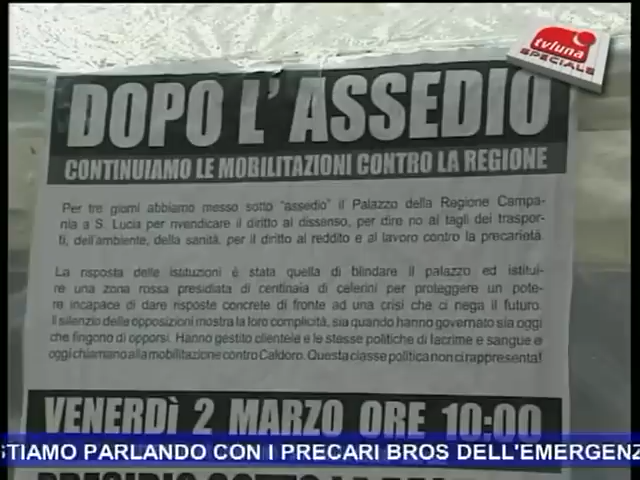 tvluna
SPECIALE
DOPO L'ASSEDIO
CONTINUIAMO LE MOBILITAZIONI CONTRO LA REGIONE
Per tre giorni abbiamo messo sotto "assedio" il Palazzo della Regione Campa-
nia a S. Lucia per rivendicare il diritto al dissenso, per dire no ai tagli dei traspor-
ti, dell'ambiente, della sanità, per il diritto al reddito e al lavoro contro la precarietà.
La risposta delle istituzioni è stata quella di blindare il palazzo ed istitui-
re una zona rossa presidiata di centinaia di celerini per proteggere un pote-
re incapace di dare risposte concrete di fronte ad una crisi che ci nega il futuro.
Il silenzio delle opposizioni mostra la loro complicità, sia quando hanno governato sia oggi
che fingono di opporsi. Hanno gestito clientele e le stesse politiche di lacrime e sangue e
oggi chiamano alla mobilitazione contro Caldoro. Questa classe politica non ci rappresenta!
VENERDÌ 2 MARZO ORE 10:00
STIAMO PARLANDO CON I PRECARI BROS DELL'EMERGENZ